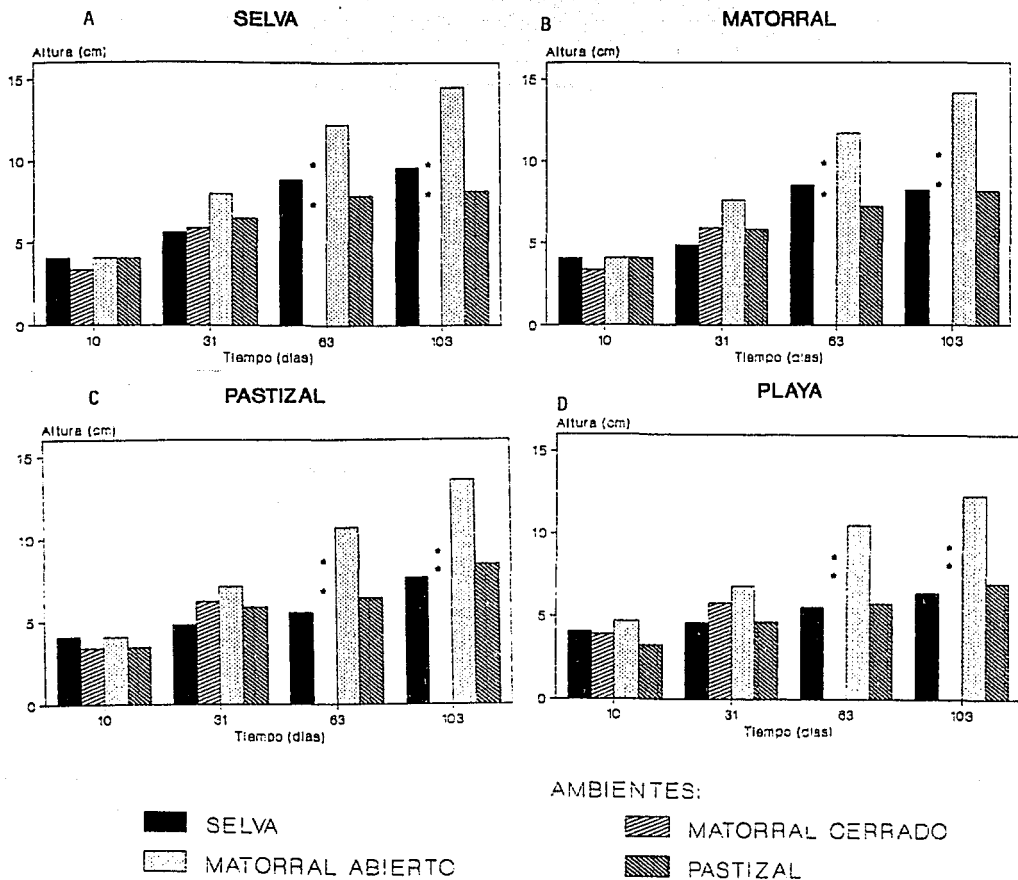 A SELVA
Altura (cm)
15
10
5
0
10 31 63 103
Tiempo (días)
B MATORRAL
Altura (cm)
15
10
5
0
10 31 63 103
Tiempo (días)
C PASTIZAL
Altura (cm)
15
10
5
0
10 31 63 103
Tiempo (días)
D PLAYA
Altura (cm)
15
10
5
0
10 31 63 103
Tiempo (días)
AMBIENTES:
SELVA
MATORRAL ABIERTO
MATORRAL CERRADO
PASTIZAL